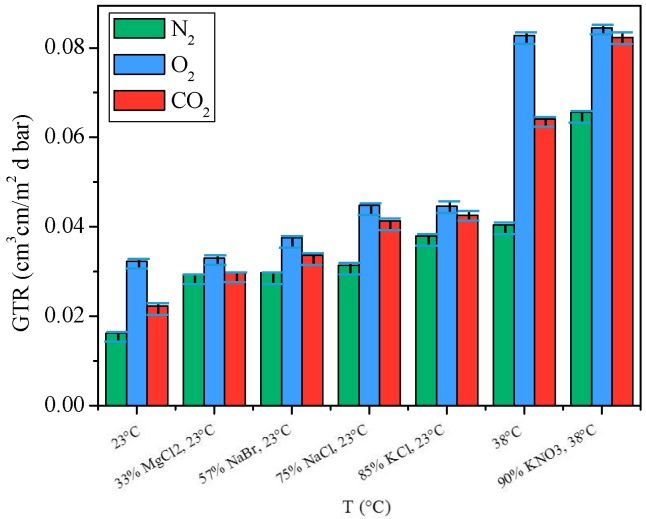 N₂
O₂
CO₂
0.08
0.06
0.04
0.02
0.00
GTR (cm³cm/m² d bar)
23°C
33% MgCl2, 23°C
57% NaBr, 23°C
75% NaCl, 23°C
85% KCl, 23°C
38°C
90% KNO3, 38°C
T (°C)